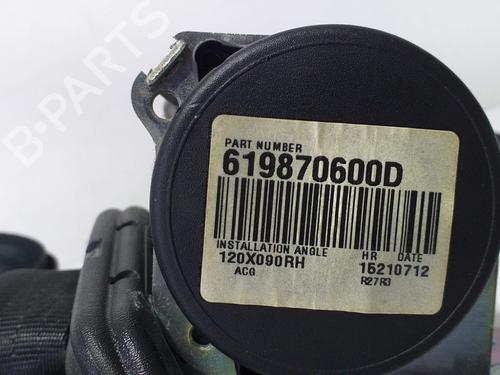 B-PARTS
PART NUMBER
619870600D
INSTALLATION ANGLE HR DATE
120X090RH 15210712
ACG R27R3